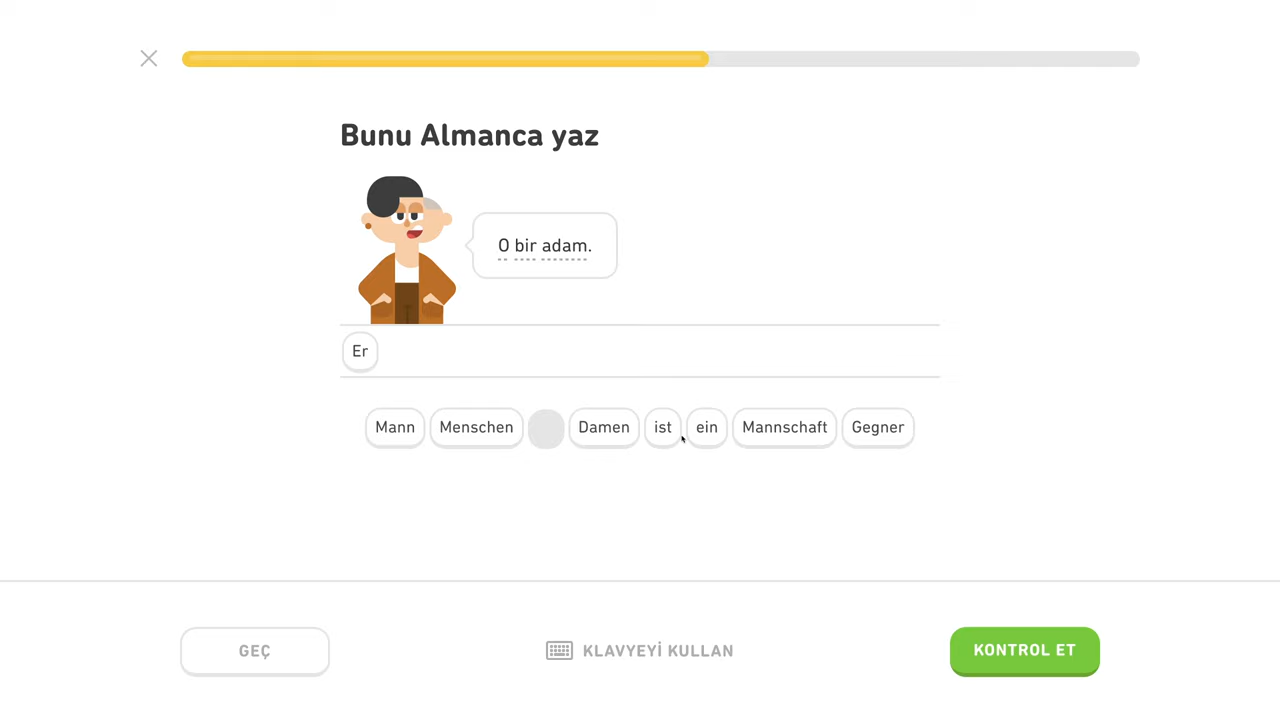 Bunu Almanca yaz
O bir adam.
Er
Mann Menschen Damen ist ein Mannschaft Gegner
GEÇ KLAVYEYİ KULLAN KONTROL ET